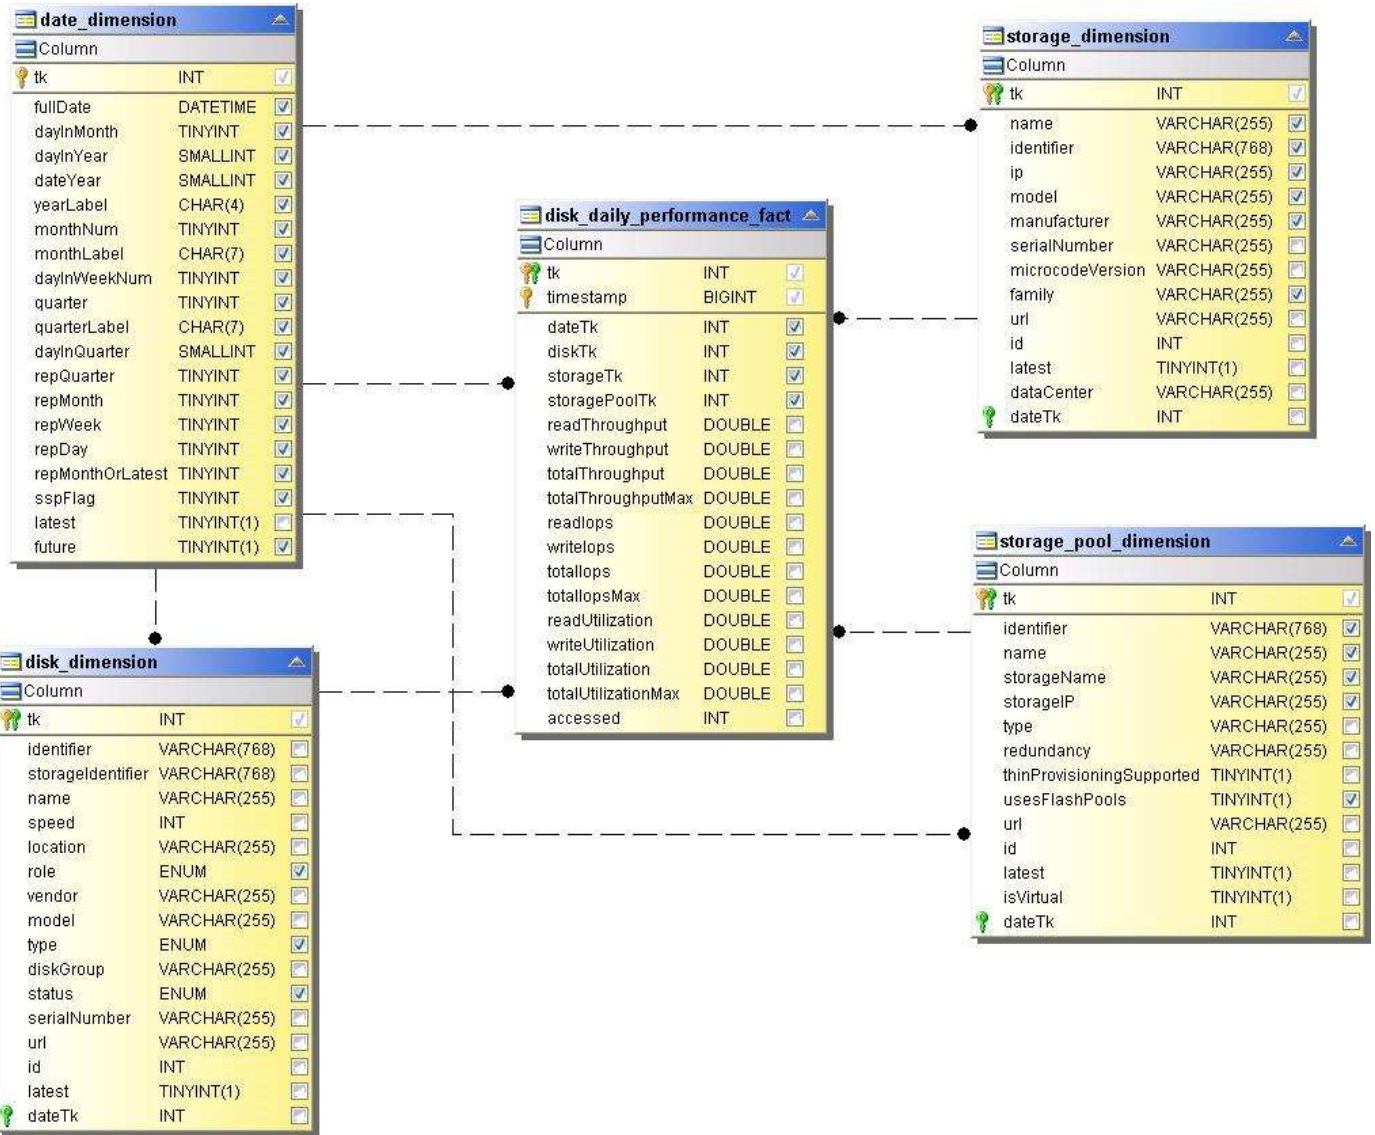 date_dimension
Column
tk INT
fullDate DATETIME
dayInMonth TINYINT
dayInYear SMALLINT
dateYear SMALLINT
yearLabel CHAR(4)
monthNum TINYINT
monthLabel CHAR(7)
dayInWeekNum TINYINT
quarter TINYINT
quarterLabel CHAR(7)
dayInQuarter SMALLINT
repQuarter TINYINT
repMonth TINYINT
repWeek TINYINT
repDay TINYINT
repMonthOrLatest TINYINT
sspFlag TINYINT
latest TINYINT(1)
future TINYINT(1)
storage_dimension
Column
tk INT
name VARCHAR(255)
identifier VARCHAR(768)
ip VARCHAR(255)
model VARCHAR(255)
manufacturer VARCHAR(255)
serialNumber VARCHAR(255)
microcodeVersion VARCHAR(255)
family VARCHAR(255)
url VARCHAR(255)
id INT
latest TINYINT(1)
dataCenter VARCHAR(255)
dateTk INT
disk_daily_performance_fact
Column
tk INT
timestamp BIGINT
dateTk INT
diskTk INT
storageTk INT
storagePoolTk INT
readThroughput DOUBLE
writeThroughput DOUBLE
totalThroughput DOUBLE
totalThroughputMax DOUBLE
readIops DOUBLE
writeIops DOUBLE
totalIops DOUBLE
totalIopsMax DOUBLE
readUtilization DOUBLE
writeUtilization DOUBLE
totalUtilization DOUBLE
totalUtilizationMax DOUBLE
accessed INT
storage_pool_dimension
Column
tk INT
identifier VARCHAR(768)
name VARCHAR(255)
storageName VARCHAR(255)
storageIP VARCHAR(255)
type VARCHAR(255)
redundancy VARCHAR(255)
thinProvisioningSupported TINYINT(1)
usesFlashPools TINYINT(1)
url VARCHAR(255)
id INT
latest TINYINT(1)
isVirtual TINYINT(1)
dateTk INT
disk_dimension
Column
tk INT
identifier VARCHAR(768)
storageIdentifier VARCHAR(768)
name VARCHAR(255)
speed INT
location VARCHAR(255)
role ENUM
vendor VARCHAR(255)
model VARCHAR(255)
type ENUM
diskGroup VARCHAR(255)
status ENUM
serialNumber VARCHAR(255)
url VARCHAR(255)
id INT
latest TINYINT(1)
dateTk INT